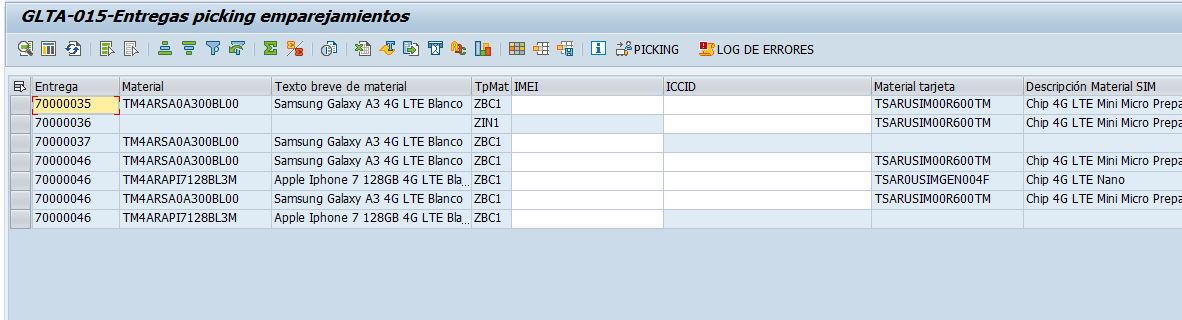 GLTA-015-Entregas picking emparejamientos
PICKING LOG DE ERRORES
Entrega Material Texto breve de material TpMat IMEI ICCID Material tarjeta Descripción Material SIM
70000035 TM4ARSA0A300BL00 Samsung Galaxy A3 4G LTE Blanco ZBC1 TSARUSIM00R600TM Chip 4G LTE Mini Micro Prepa
70000036 ZIN1 TSARUSIM00R600TM Chip 4G LTE Mini Micro Prepa
70000037 TM4ARSA0A300BL00 Samsung Galaxy A3 4G LTE Blanco ZBC1
70000046 TM4ARSA0A300BL00 Samsung Galaxy A3 4G LTE Blanco ZBC1 TSARUSIM00R600TM Chip 4G LTE Mini Micro Prepa
70000046 TM4ARAPI7128BL3M Apple Iphone 7 128GB 4G LTE Bla... ZBC1 TSAR0USIMGEN004F Chip 4G LTE Nano
70000046 TM4ARSA0A300BL00 Samsung Galaxy A3 4G LTE Blanco ZBC1 TSARUSIM00R600TM Chip 4G LTE Mini Micro Prepa
70000046 TM4ARAPI7128BL3M Apple Iphone 7 128GB 4G LTE Bla... ZBC1